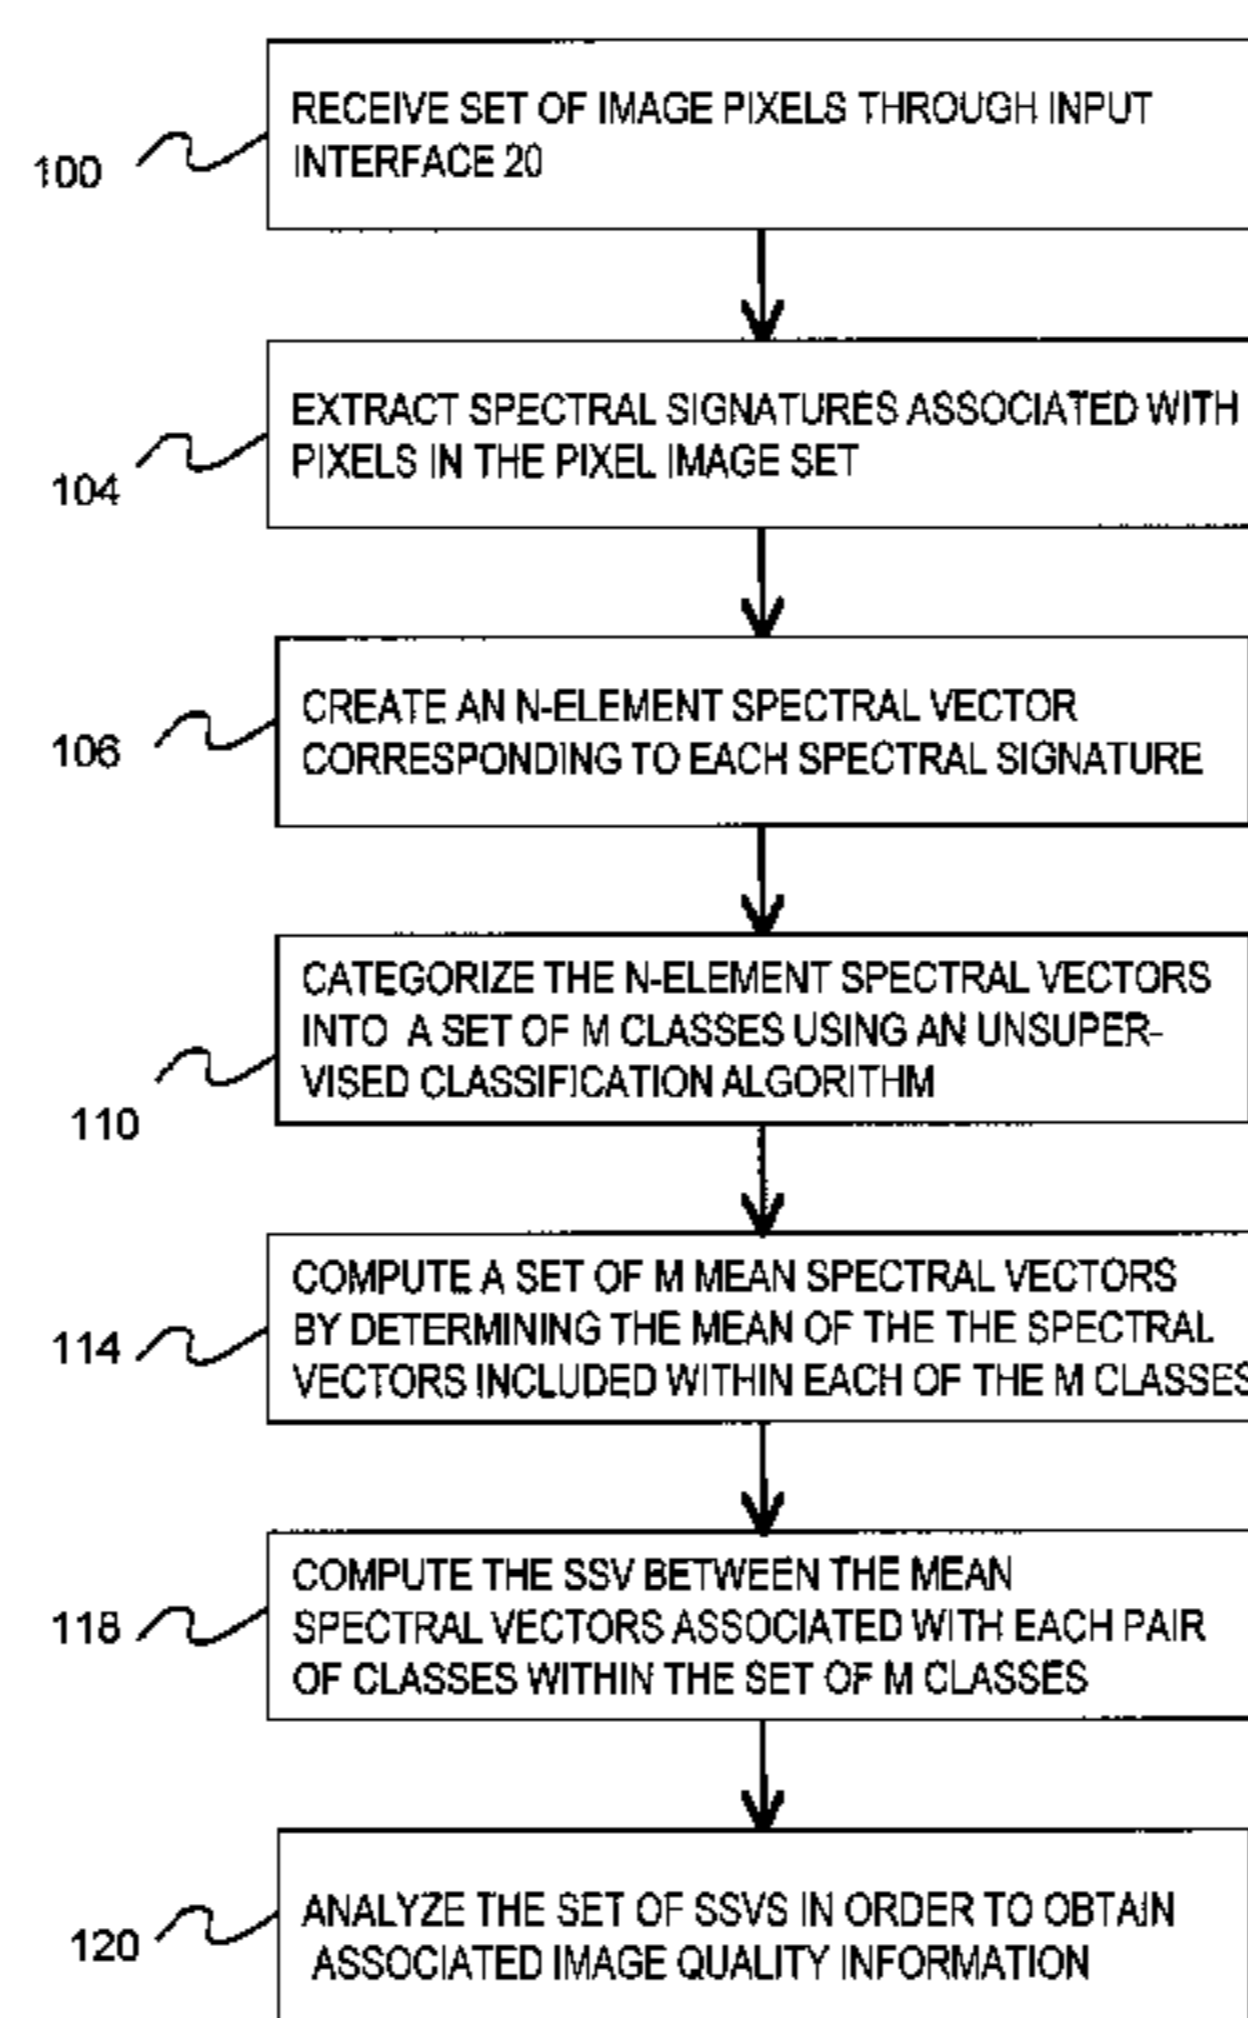 100
RECEIVE SET OF IMAGE PIXELS THROUGH INPUT
INTERFACE 20
104
EXTRACT SPECTRAL SIGNATURES ASSOCIATED WITH
PIXELS IN THE PIXEL IMAGE SET
106
CREATE AN N-ELEMENT SPECTRAL VECTOR
CORRESPONDING TO EACH SPECTRAL SIGNATURE
110
CATEGORIZE THE N-ELEMENT SPECTRAL VECTORS
INTO A SET OF M CLASSES USING AN UNSUPER-
VISED CLASSIFICATION ALGORITHM
114
COMPUTE A SET OF M MEAN SPECTRAL VECTORS
BY DETERMINING THE MEAN OF THE THE SPECTRAL
VECTORS INCLUDED WITHIN EACH OF THE M CLASSES
118
COMPUTE THE SSV BETWEEN THE MEAN
SPECTRAL VECTORS ASSOCIATED WITH EACH PAIR
OF CLASSES WITHIN THE SET OF M CLASSES
120
ANALYZE THE SET OF SSVS IN ORDER TO OBTAIN
ASSOCIATED IMAGE QUALITY INFORMATION